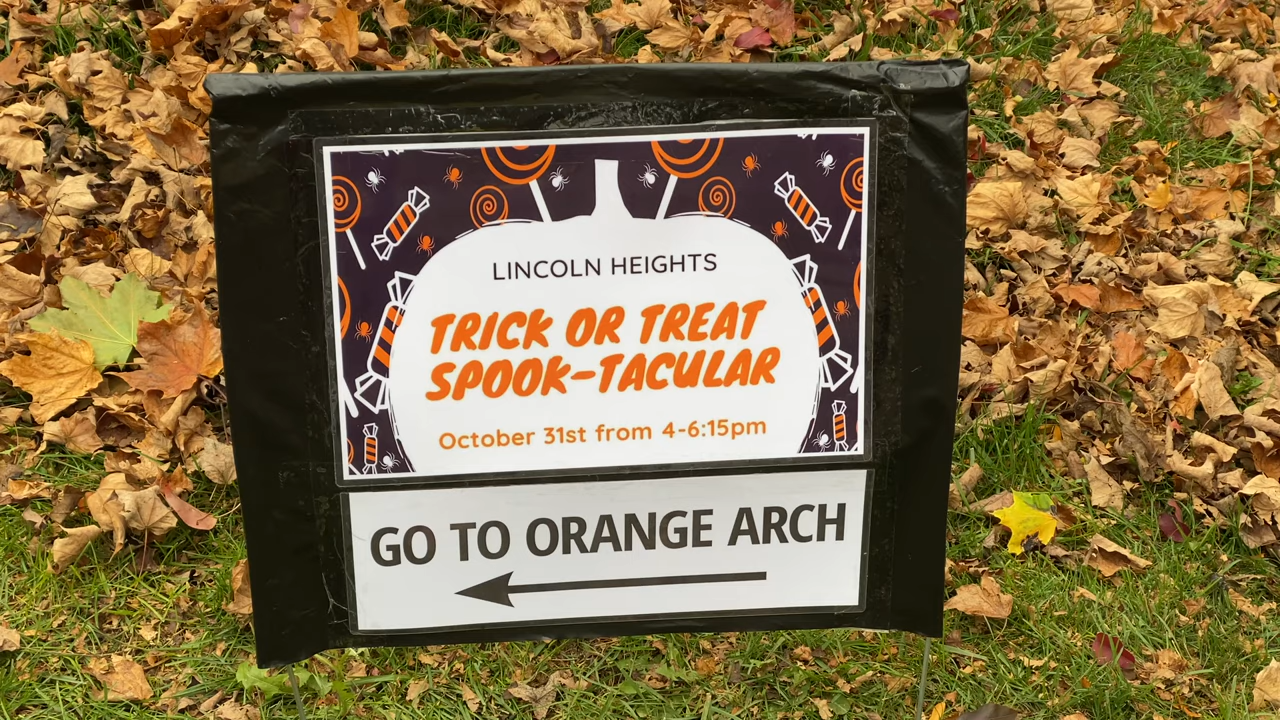 LINCOLN HEIGHTS
TRICK OR TREAT
SPOOK-TACULAR
October 31st from 4-6:15pm
GO TO ORANGE ARCH